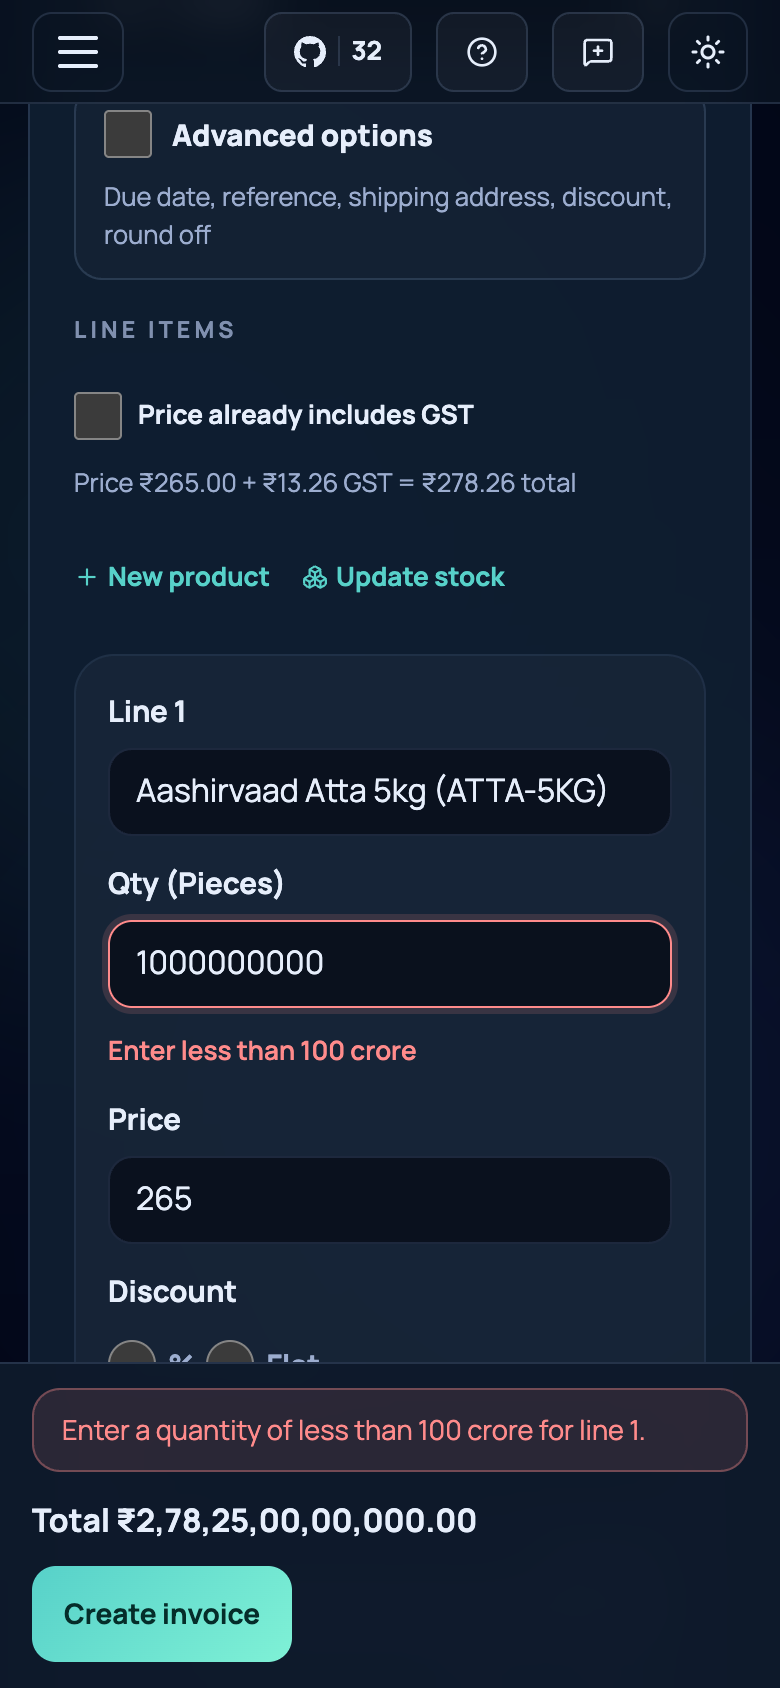 32
Advanced options
Due date, reference, shipping address, discount,
round off
LINE ITEMS
Price already includes GST
Price ₹265.00 + ₹13.26 GST = ₹278.26 total
+ New product Update stock
Line 1
Aashirvaad Atta 5kg (ATTA-5KG)
Qty (Pieces)
1000000000
Enter less than 100 crore
Price
265
Discount
% Flat
Enter a quantity of less than 100 crore for line 1.
Total ₹2,78,25,00,00,000.00
Create invoice